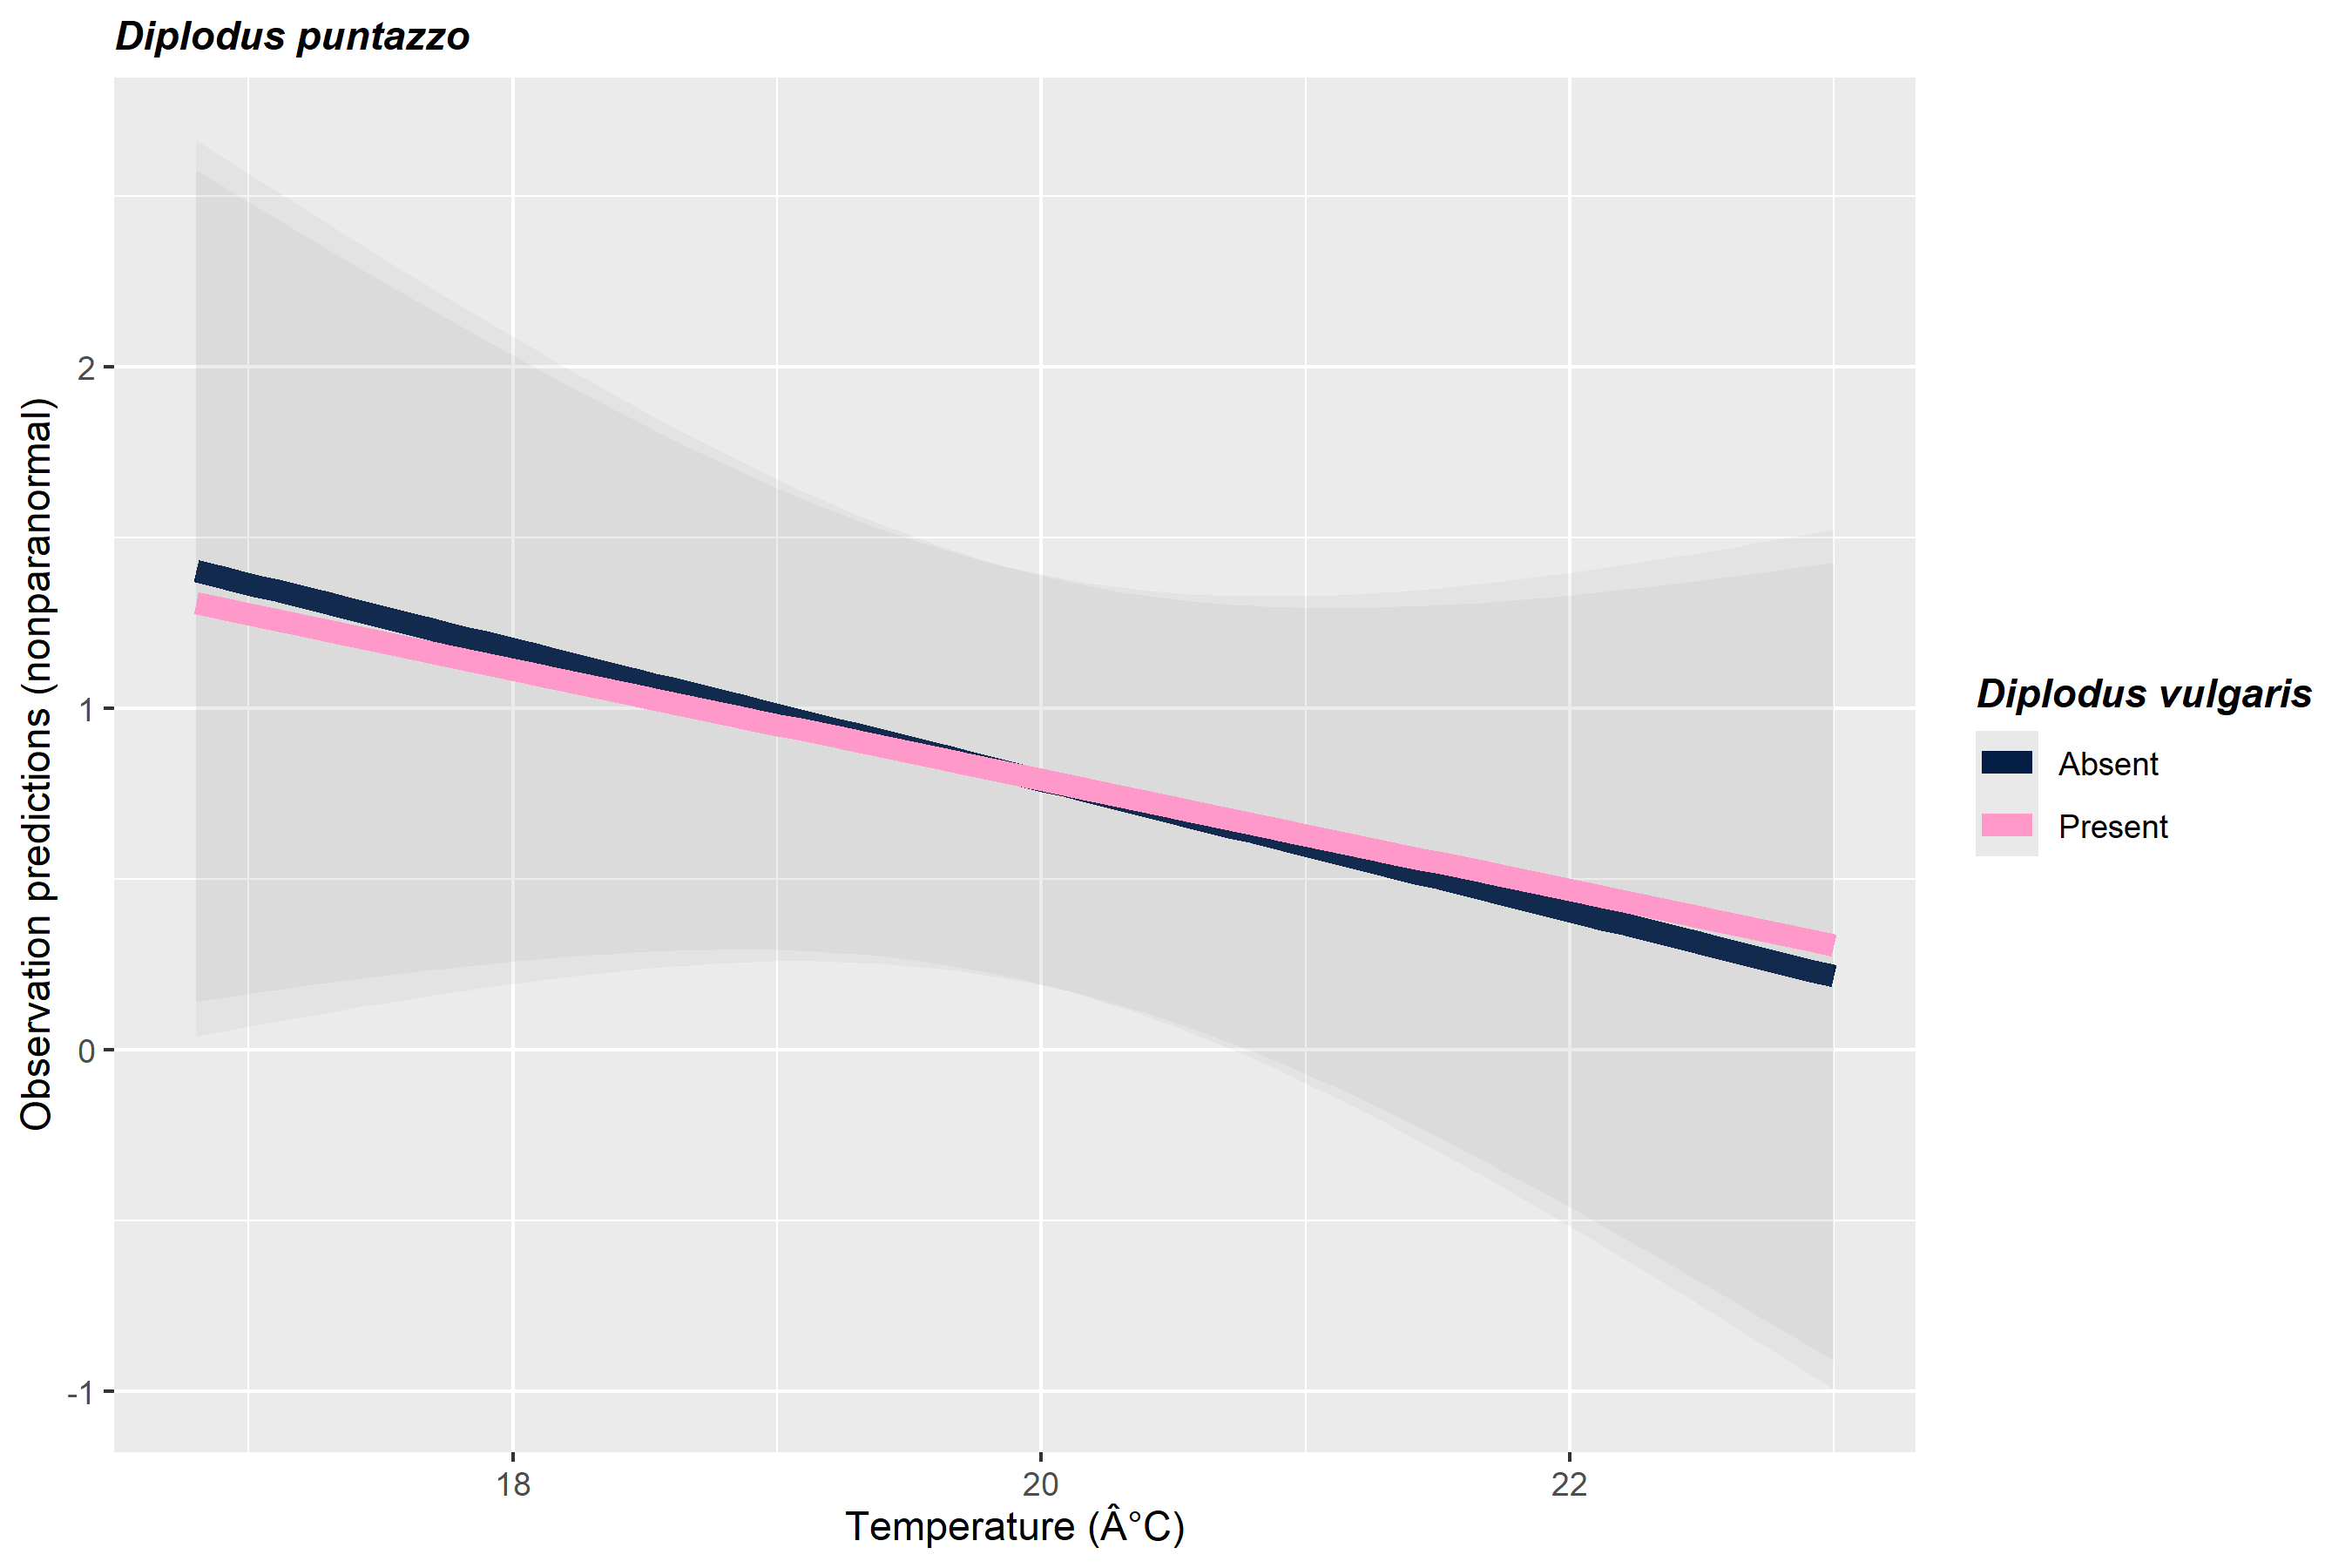 Diplodus puntazzo
Observation predictions (nonparanormal)
2
1
0
-1
18
20
22
Temperature (Â°C)
Diplodus vulgaris
Absent
Present